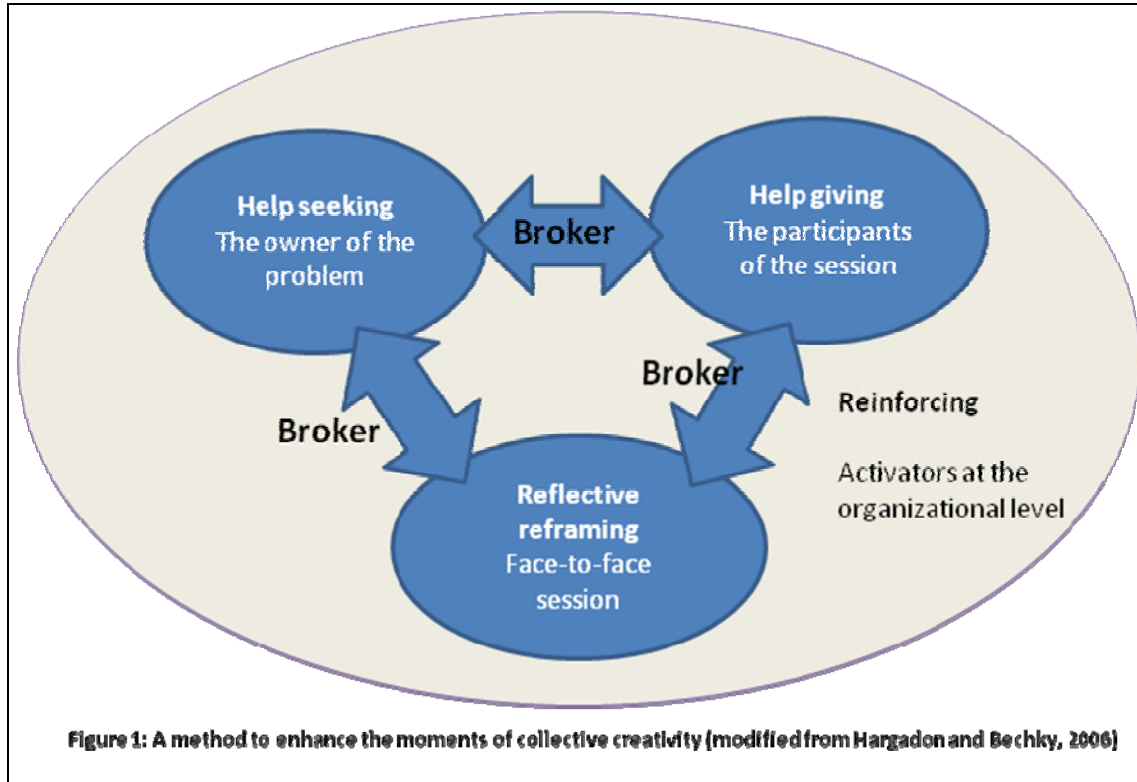 Help seeking
The owner of the
problem
Broker
Help giving
The participants
of the session
Broker
Broker
Reinforcing
Activators at the
organizational level
Reflective
reframing
Face-to-face
session
Figure 1: A method to enhance the moments of collective creativity (modified from Hargadon and Bechky, 2006)